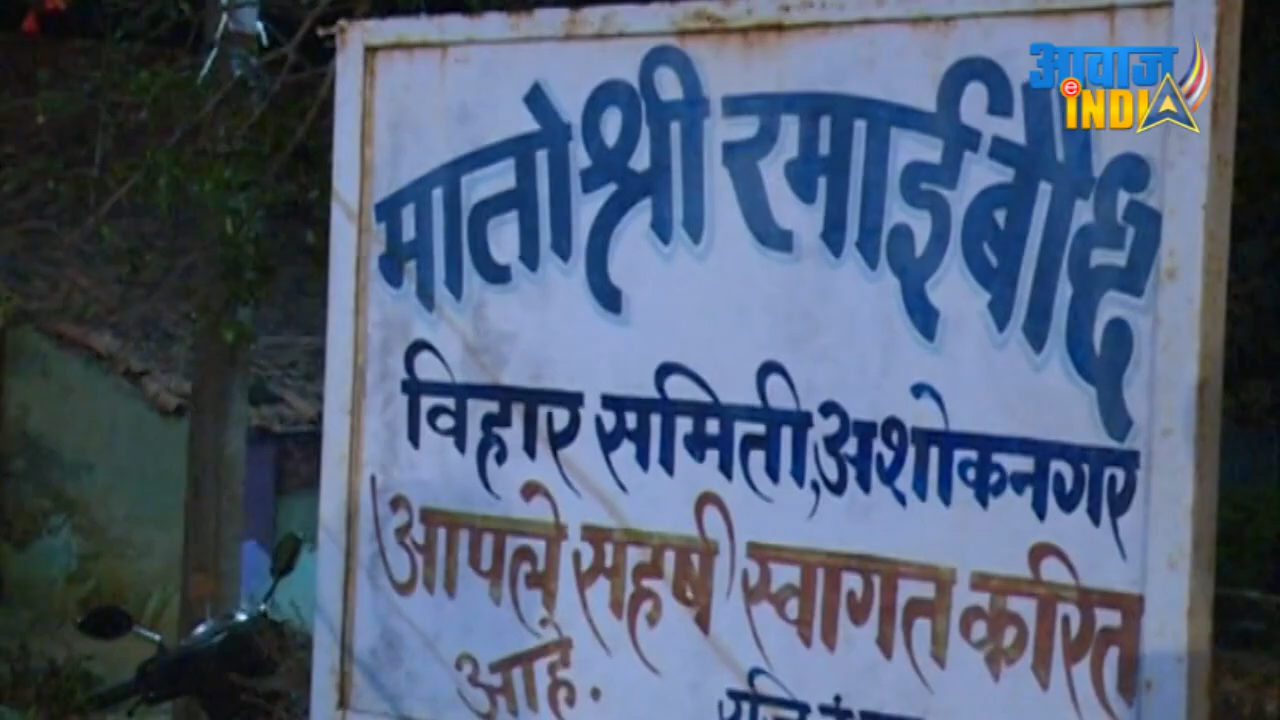 आवाज
e
INDIA
मातोश्री रमाई बौद्ध
विहार समिती, अशोकनगर
आपले सहर्ष स्वागत करित
आहे.